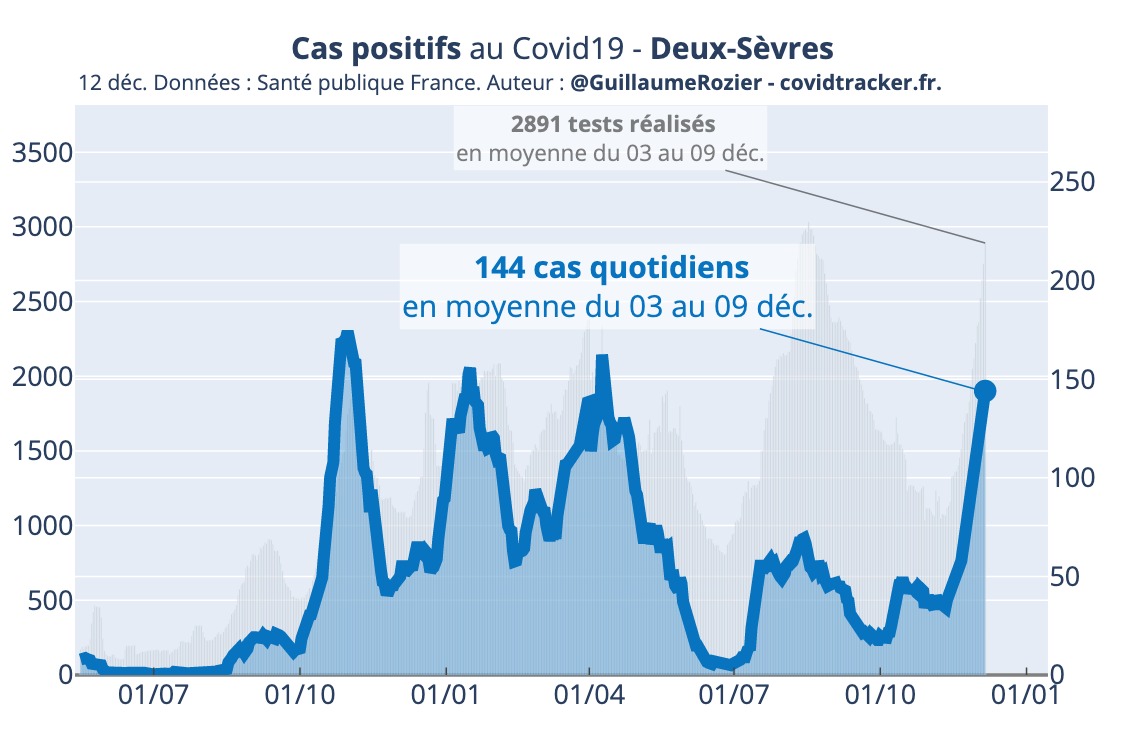 Cas positifs au Covid19 - Deux-Sèvres
12 déc. Données : Santé publique France. Auteur : @GuillaumeRozier - covidtracker.fr.
2891 tests réalisés
en moyenne du 03 au 09 déc.
144 cas quotidiens
en moyenne du 03 au 09 déc.
3500
3000
2500
2000
1500
1000
500
0
250
200
150
100
50
0
01/07 01/10 01/01 01/04 01/07 01/10 01/01